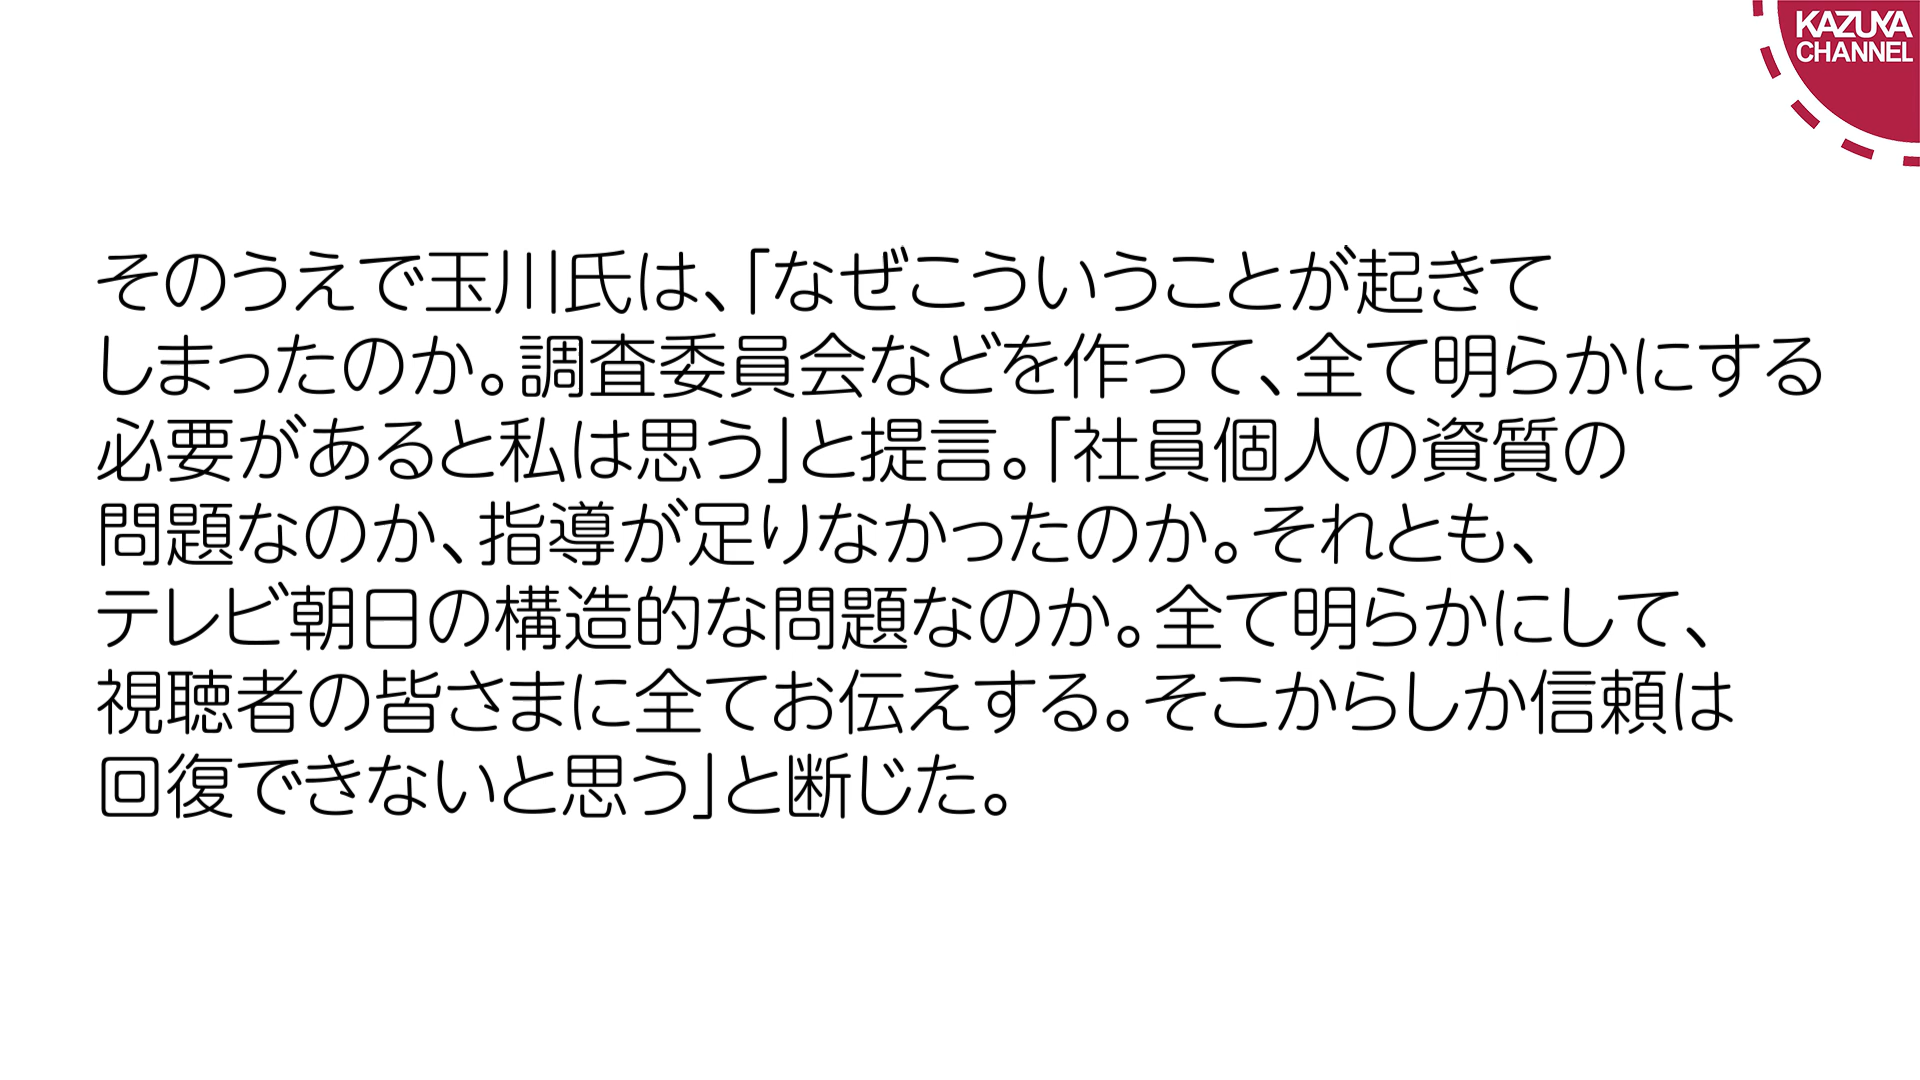 KAZUYA
CHANNEL
そのうえで玉川氏は、「なぜこういうことが起きて
しまったのか。調査委員会などを作って、全て明らかにする
必要があると私は思う」と提言。「社員個人の資質の
問題なのか、指導が足りなかったのか。それとも、
テレビ朝日の構造的な問題なのか。全て明らかにして、
視聴者の皆さまに全てお伝えする。そこからしか信頼は
回復できないと思う」と断じた。